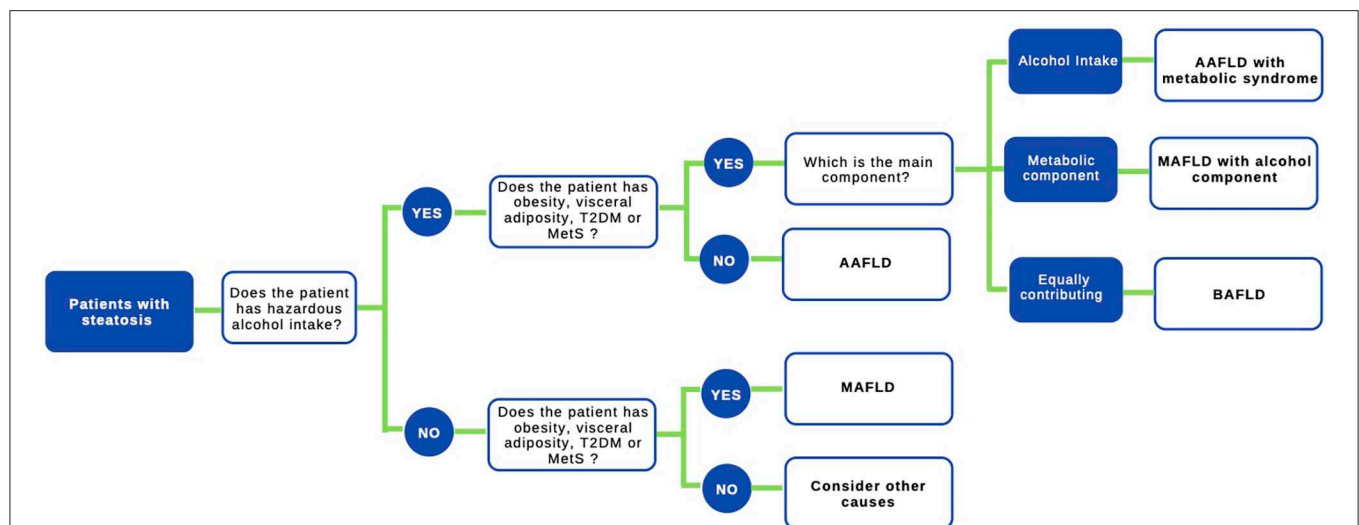 Patients with
steatosis
Does the patient
has hazardous
alcohol intake?
YES
Does the patient has
obesity, visceral
adiposity, T2DM or
MetS ?
YES
Which is the main
component?
Alcohol Intake
AAFLD with
metabolic syndrome
Metabolic
component
MAFLD with alcohol
component
Equally
contributing
BAFLD
NO
AAFLD
NO
Does the patient has
obesity, visceral
adiposity, T2DM or
MetS ?
YES
MAFLD
NO
Consider other
causes